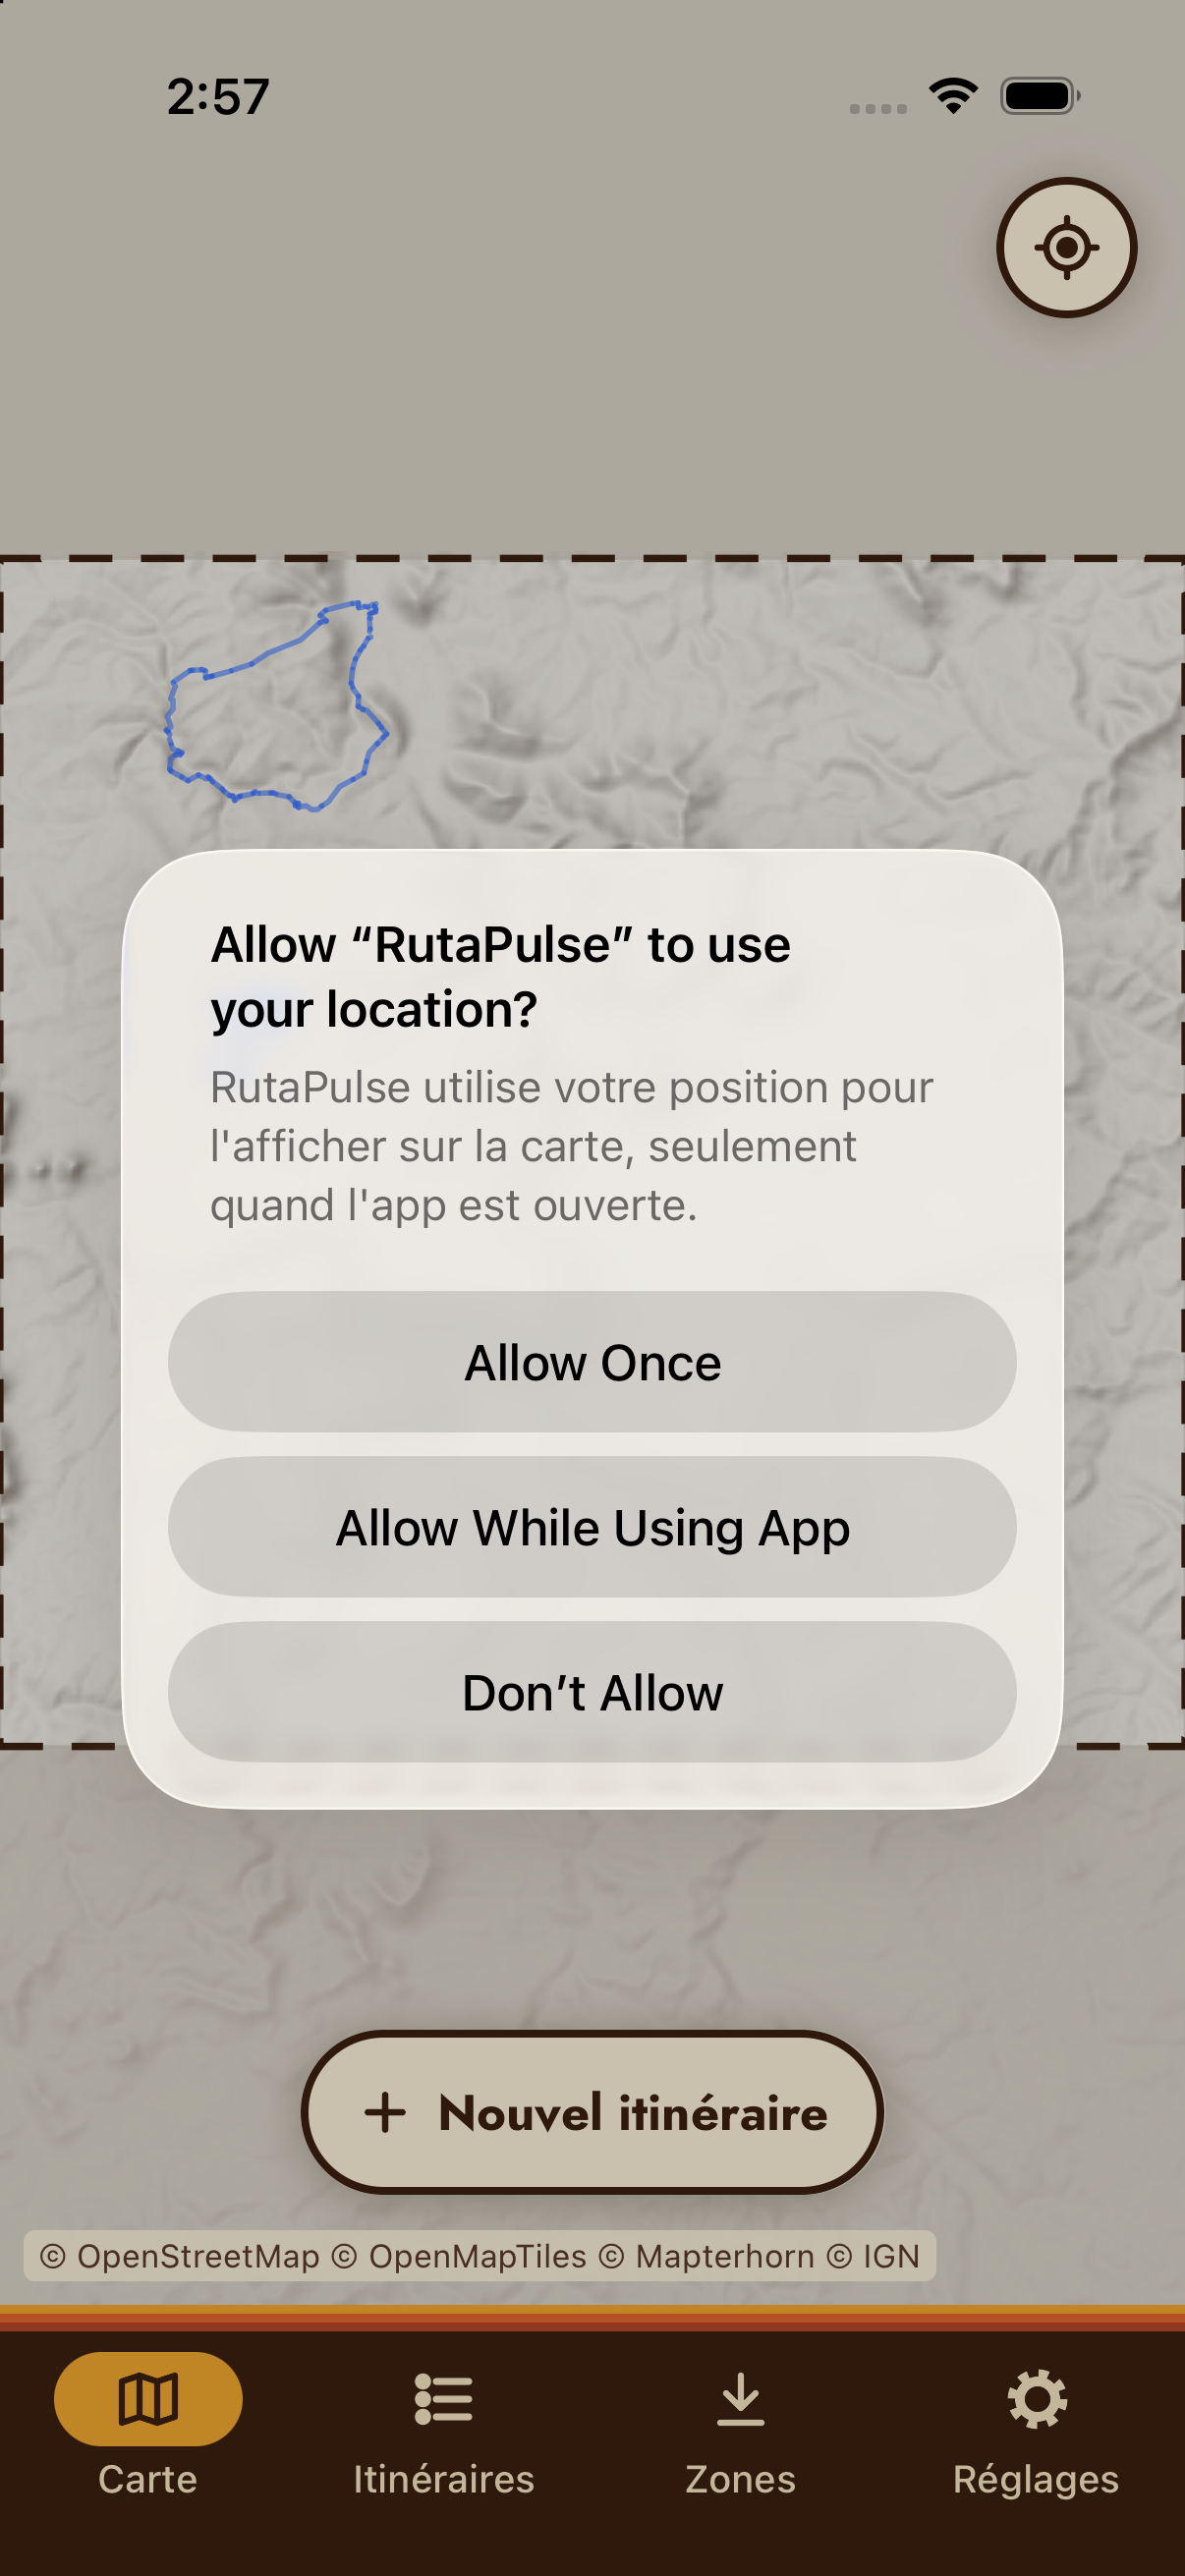 2:57
Allow “RutaPulse” to use
your location?
RutaPulse utilise votre position pour
l'afficher sur la carte, seulement
quand l'app est ouverte.
Allow Once
Allow While Using App
Don’t Allow
+ Nouvel itinéraire
© OpenStreetMap © OpenMapTiles © Mapterhorn © IGN
Carte
Itinéraires
Zones
Réglages